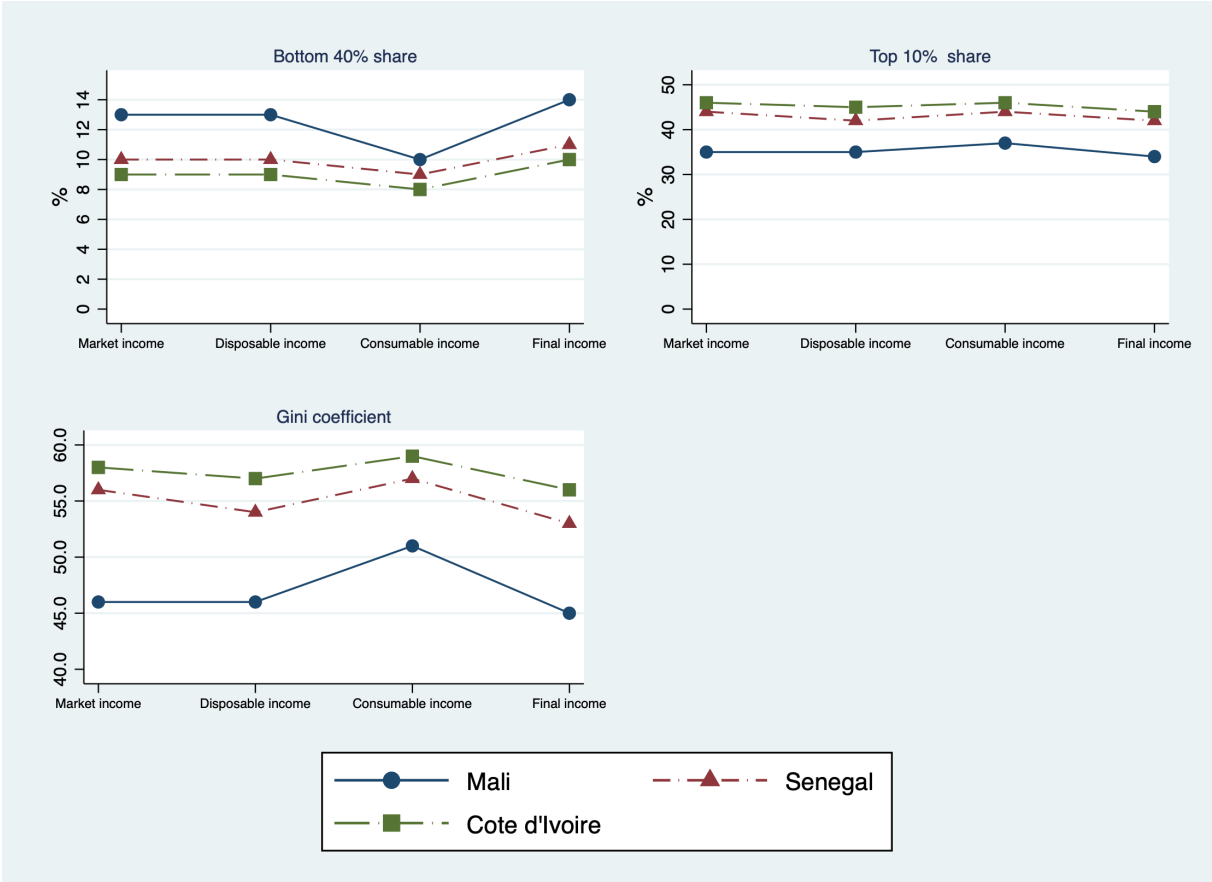 Bottom 40% share
%
14
12
10
8
6
4
2
0
Market income Disposable income Consumable income Final income
Top 10%  share
%
50
40
30
20
10
0
Market income Disposable income Consumable income Final income
Gini coefficient
60.0
55.0
50.0
45.0
40.0
Market income Disposable income Consumable income Final income
Mali Senegal
Cote d'Ivoire